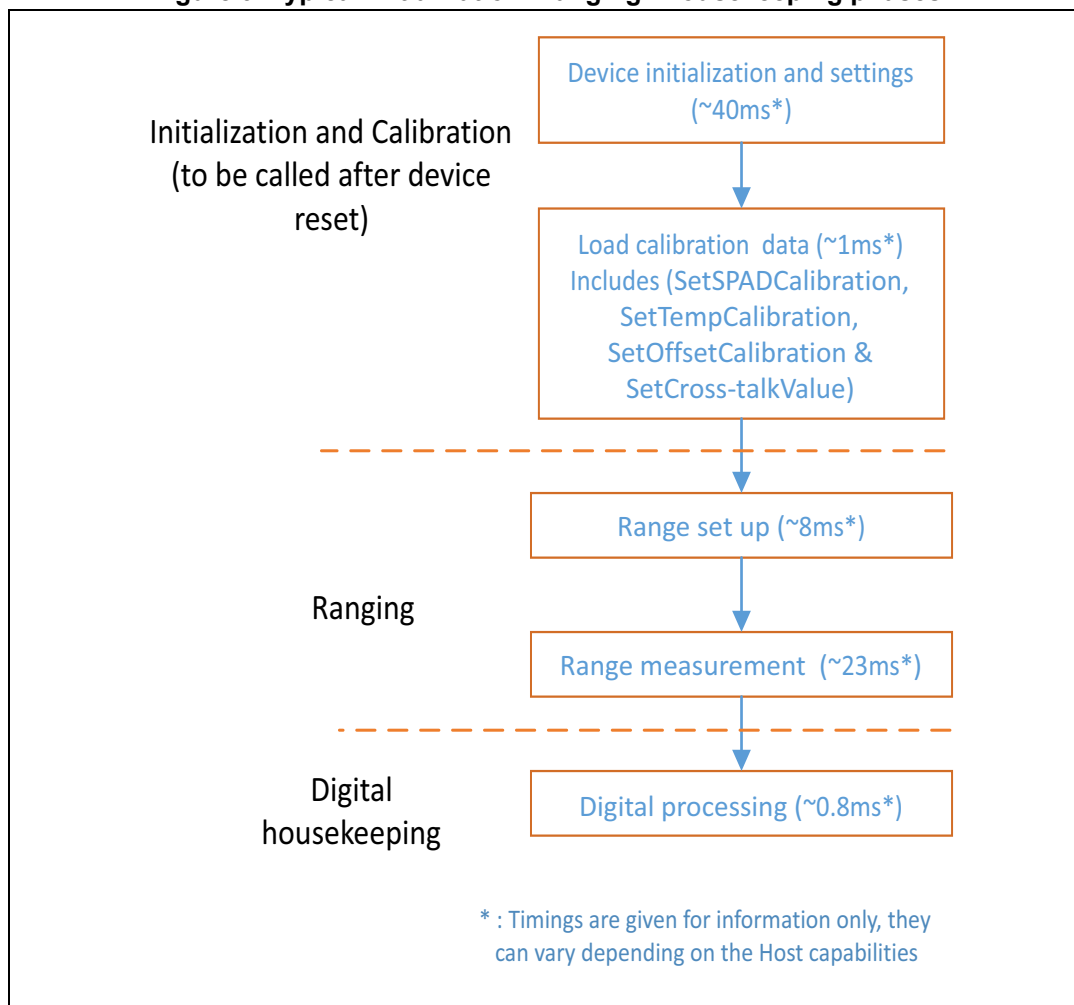 Device initialization and settings
(~40ms*)
Initialization and Calibration
(to be called after device
reset)
Load calibration data (~1ms*)
Includes (SetSPADCalibration,
SetTempCalibration,
SetOffsetCalibration &
SetCross-talkValue)
Range set up (~8ms*)
Ranging
Range measurement (~23ms*)
Digital
housekeeping
Digital processing (~0.8ms*)
* : Timings are given for information only, they
can vary depending on the Host capabilities